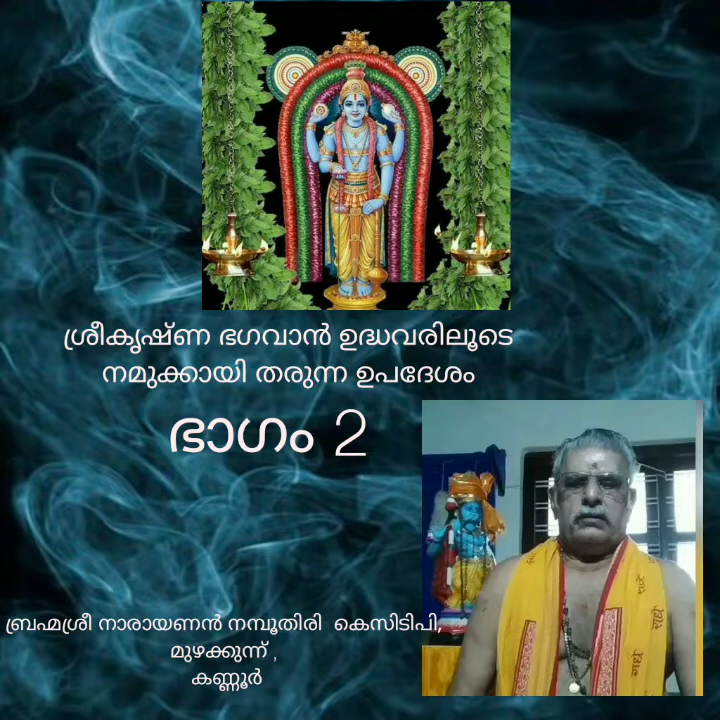 ശ്രീകൃഷ്ണ ഭഗവാൻ ഉദ്ധവരിലൂടെ
നമുക്കായി തരുന്ന ഉപദേശം
ഭാഗം 2
ബ്രഹ്മശ്രീ നാരായണൻ നമ്പൂതിരി കെസിടിപി,
മുഴക്കുന്ന് ,
കണ്ണൂർ
राधे
राधे
राधे